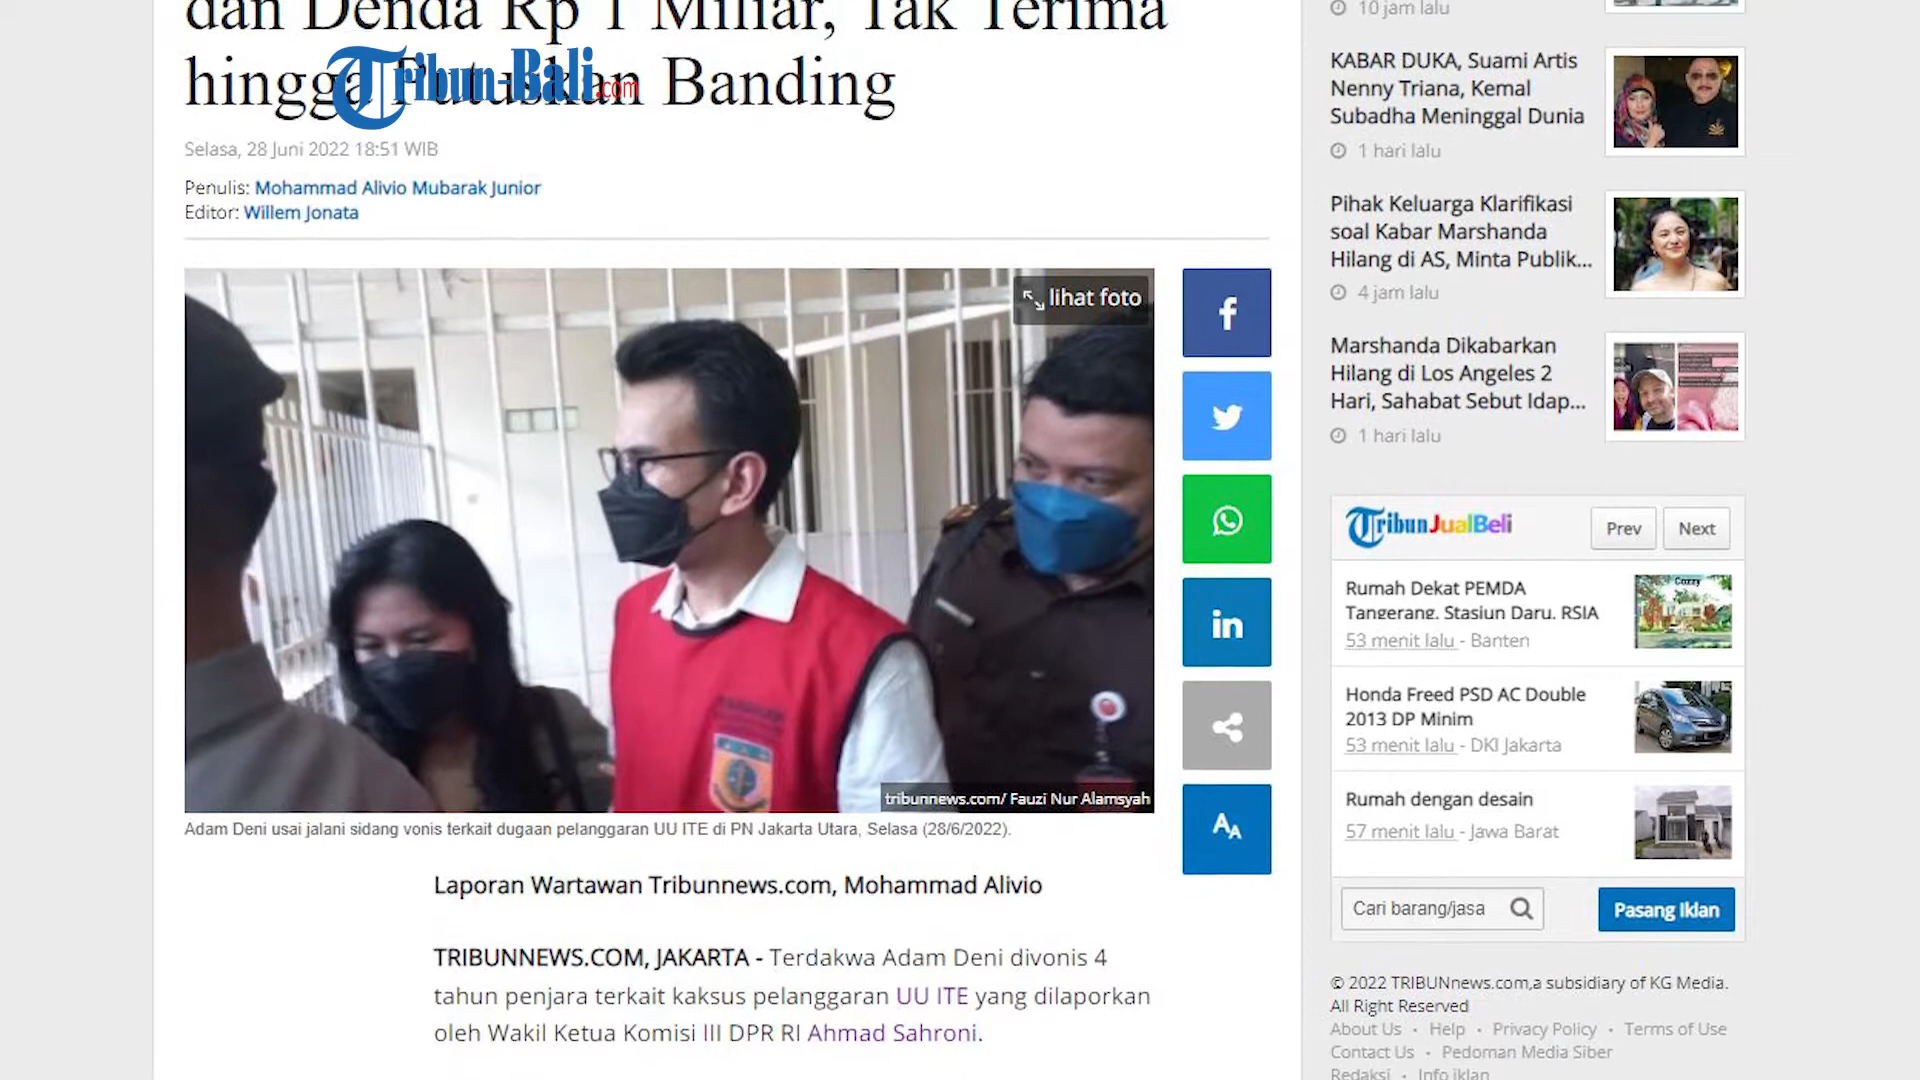 dan Denda Rp 1 Miliar, Tak Terima
hingga Putuskan Banding
Tribun-Bali.com
Selasa, 28 Juni 2022 18:51 WIB
Penulis: Mohammad Alivio Mubarak Junior
Editor: Willem Jonata
lihat foto
tribunnews.com/ Fauzi Nur Alamsyah
Adam Deni usai jalani sidang vonis terkait dugaan pelanggaran UU ITE di PN Jakarta Utara, Selasa (28/6/2022).
Laporan Wartawan Tribunnews.com, Mohammad Alivio
TRIBUNNEWS.COM, JAKARTA - Terdakwa Adam Deni divonis 4
tahun penjara terkait kaksus pelanggaran UU ITE yang dilaporkan
oleh Wakil Ketua Komisi III DPR RI Ahmad Sahroni.
10 jam lalu
KABAR DUKA, Suami Artis
Nenny Triana, Kemal
Subadha Meninggal Dunia
1 hari lalu
Pihak Keluarga Klarifikasi
soal Kabar Marshanda
Hilang di AS, Minta Publik...
4 jam lalu
Marshanda Dikabarkan
Hilang di Los Angeles 2
Hari, Sahabat Sebut Idap...
1 hari lalu
TribunJualBeli
Prev
Next
Rumah Dekat PEMDA
Tangerang. Stasiun Daru. RSIA
53 menit lalu - Banten
Cozzy
Honda Freed PSD AC Double
2013 DP Minim
53 menit lalu - DKI Jakarta
Rumah dengan desain
57 menit lalu - Jawa Barat
Cari barang/jasa
Pasang Iklan
© 2022 TRIBUNnews.com,a subsidiary of KG Media.
All Right Reserved
About Us • Help • Privacy Policy • Terms of Use
Contact Us • Pedoman Media Siber
Redaksi • Info iklan